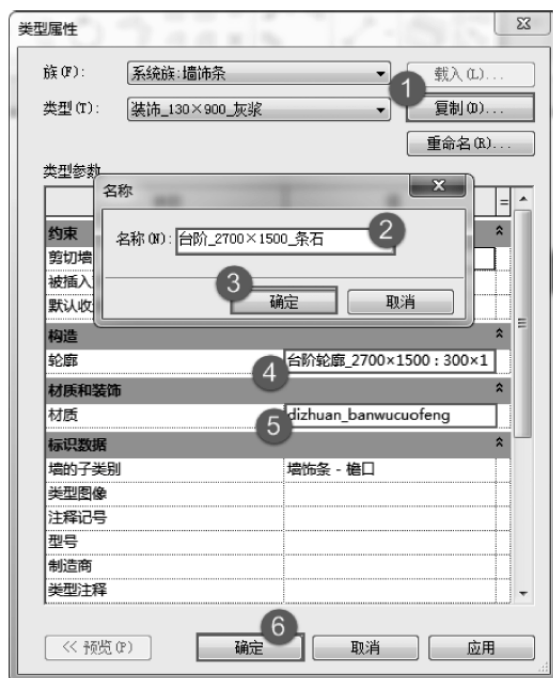 类型属性
族(F): 系统族:墙饰条 载入(L)...
1
类型(T): 装饰_130×900_灰浆 复制(D)...
重命名(R)...
类型参数
名称
=
约束
名称(N): 台阶_2700×1500_条石 2
剪切墙
被插入
3
默认收 确定 取消
构造
轮廓 4 台阶轮廓_2700×1500 : 300×1
材质和装饰
材质 5 dizhuan_banwucuofeng
标识数据
墙的子类别 墙饰条 - 檐口
类型图像
注释记号
型号
制造商
类型注释
6
<< 预览(P) 确定 取消 应用